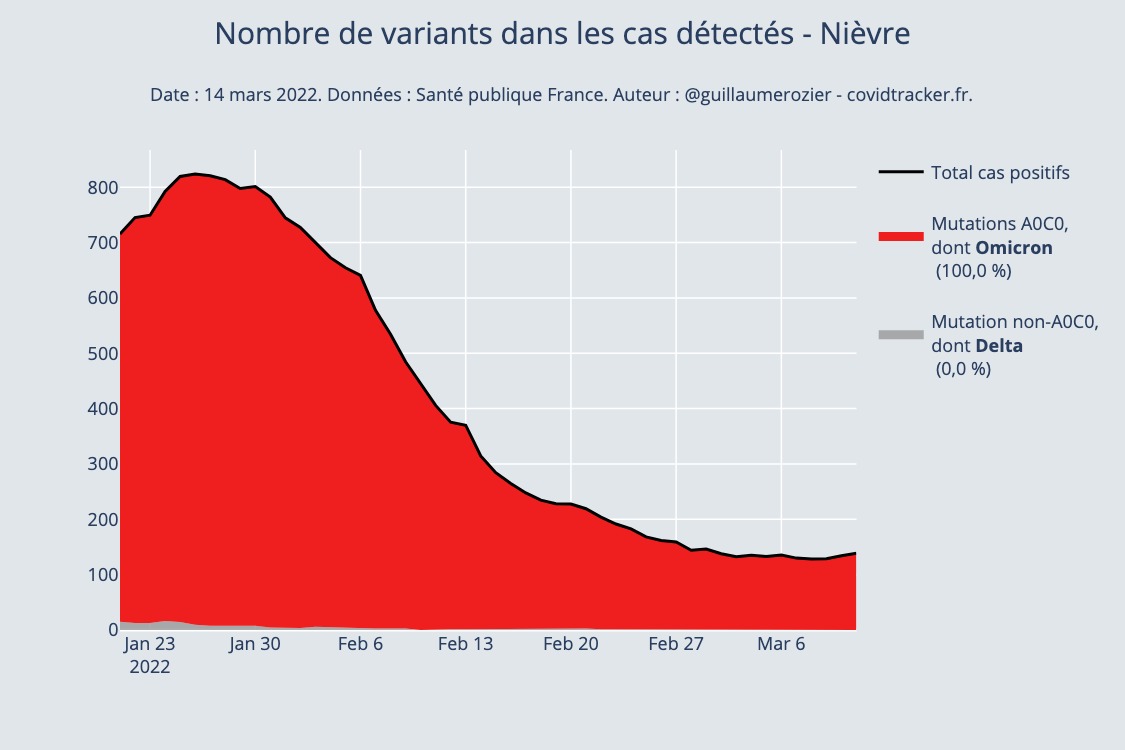 Nombre de variants dans les cas détectés - Nièvre
Date : 14 mars 2022. Données : Santé publique France. Auteur : @guillaumerozier - covidtracker.fr.
800
700
600
500
400
300
200
100
0
Jan 23
2022
Jan 30
Feb 6
Feb 13
Feb 20
Feb 27
Mar 6
Total cas positifs
Mutations A0C0,
dont Omicron
(100,0 %)
Mutation non-A0C0,
dont Delta
(0,0 %)